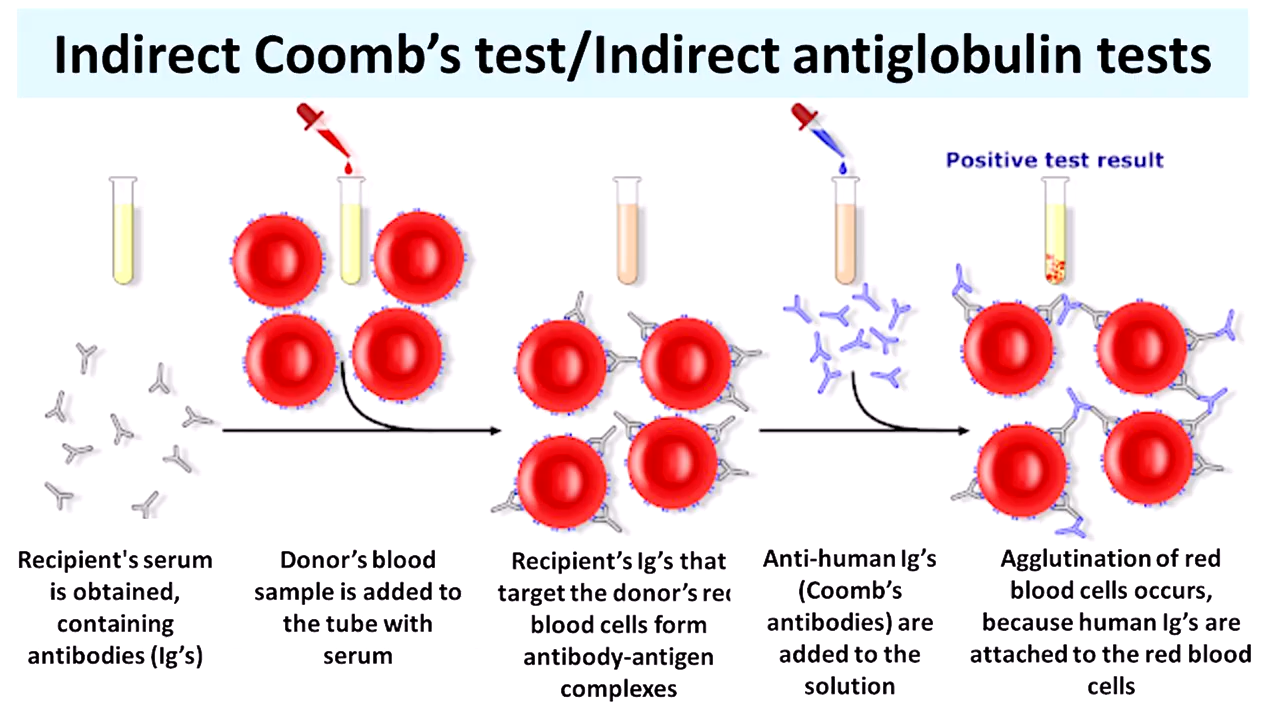 Indirect Coomb’s test/Indirect antiglobulin tests
Positive test result
Recipient's serum
is obtained,
containing
antibodies (Ig’s)
Donor’s blood
sample is added to
the tube with
serum
Recipient’s Ig’s that
target the donor’s rec
blood cells form
antibody-antigen
complexes
Anti-human Ig’s
(Coomb’s
antibodies) are
added to the
solution
Agglutination of red
blood cells occurs,
because human Ig’s are
attached to the red blood
cells